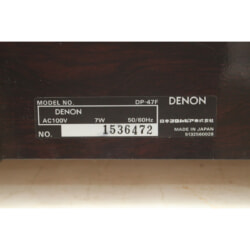 MODEL NO. DP-47F DENON
DENON
AC100V 7W 50/60Hz 日本コロムビア株式会社
NO. 1536472 MADE IN JAPAN